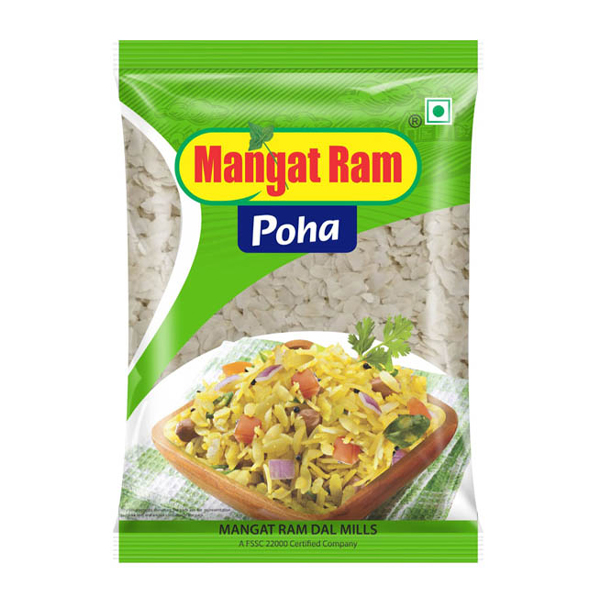 ®
Mangat Ram
Poha
MANGAT RAM DAL MILLS
A FSSC 22000 Certified Company